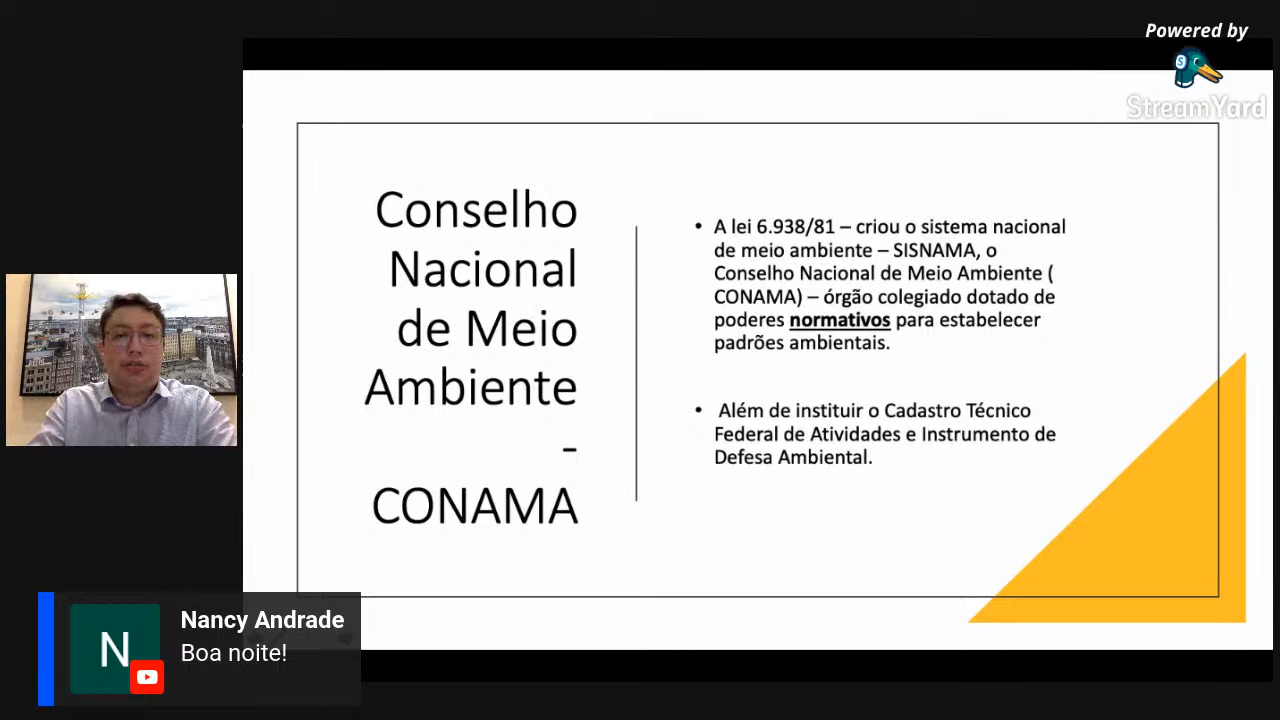 Powered by
StreamYard
Conselho
Nacional
de Meio
Ambiente
-
CONAMA
• A lei 6.938/81 – criou o sistema nacional
de meio ambiente – SISNAMA, o
Conselho Nacional de Meio Ambiente (
CONAMA) – órgão colegiado dotado de
poderes normativos para estabelecer
padrões ambientais.
• Além de instituir o Cadastro Técnico
Federal de Atividades e Instrumento de
Defesa Ambiental.
N
Nancy Andrade
Boa noite!